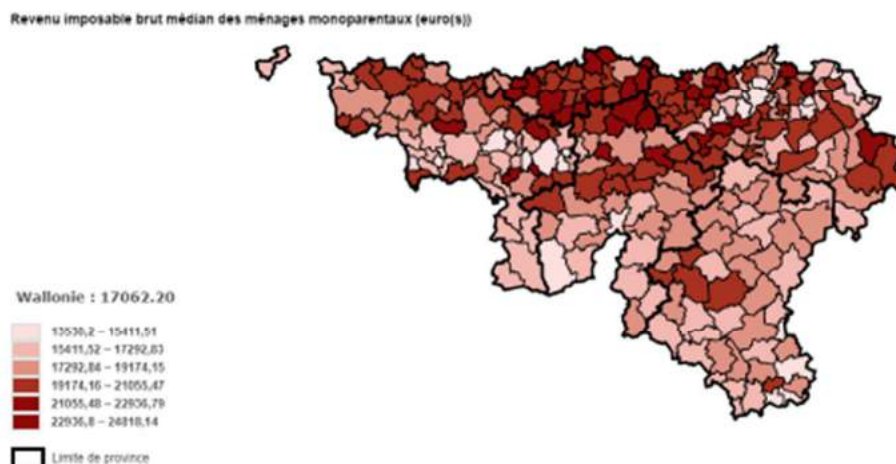 Revenu imposable brut médian des ménages monoparentaux (euro(s))
Wallonie : 17062.20
13530,2 – 15411,51
15411,52 – 17292,83
17292,84 – 19174,15
19174,16 – 21055,47
21055,48 – 22936,79
22936,8 – 24818,14
Limite de province